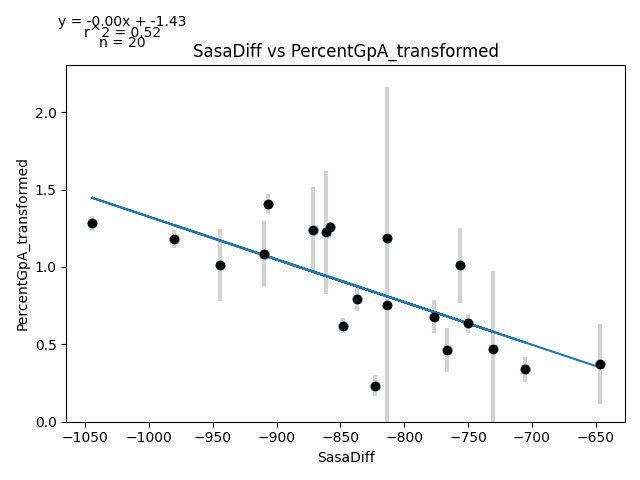 y = -0.00x + -1.43
r^2 = 0.52
n = 20
SasaDiff vs PercentGpA_transformed
2.0
1.5
1.0
0.5
0.0
PercentGpA_transformed
−1050 −1000 −950 −900 −850 −800 −750 −700 −650
SasaDiff